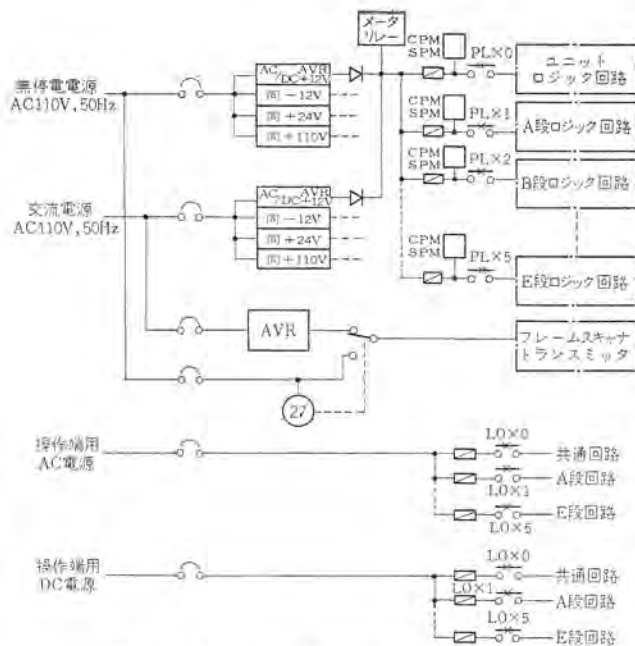 メータ
リレー
CPM
SPM
PL×0
ユニット
ロジック回路
AC AVR
DC+12V
同-12V
同+24V
同+110V
無停電電源
AC110V,50Hz
CPM
SPM
PL×1
A段ロジック回路
CPM
SPM
PL×2
B段ロジック回路
AC AVR
DC+12V
同-12V
同+24V
同+110V
交流電源
AC110V,50Hz
CPM
SPM
PL×5
E段ロジック回路
AVR
フレームスキャナ
トランスミッタ
27
操作端用
AC電源
LO×0
共通回路
A段回路
LO×1
E段回路
LO×5
操作端用
DC電源
LO×0
共通回路
LO×1
A段回路
LO×5
E段回路